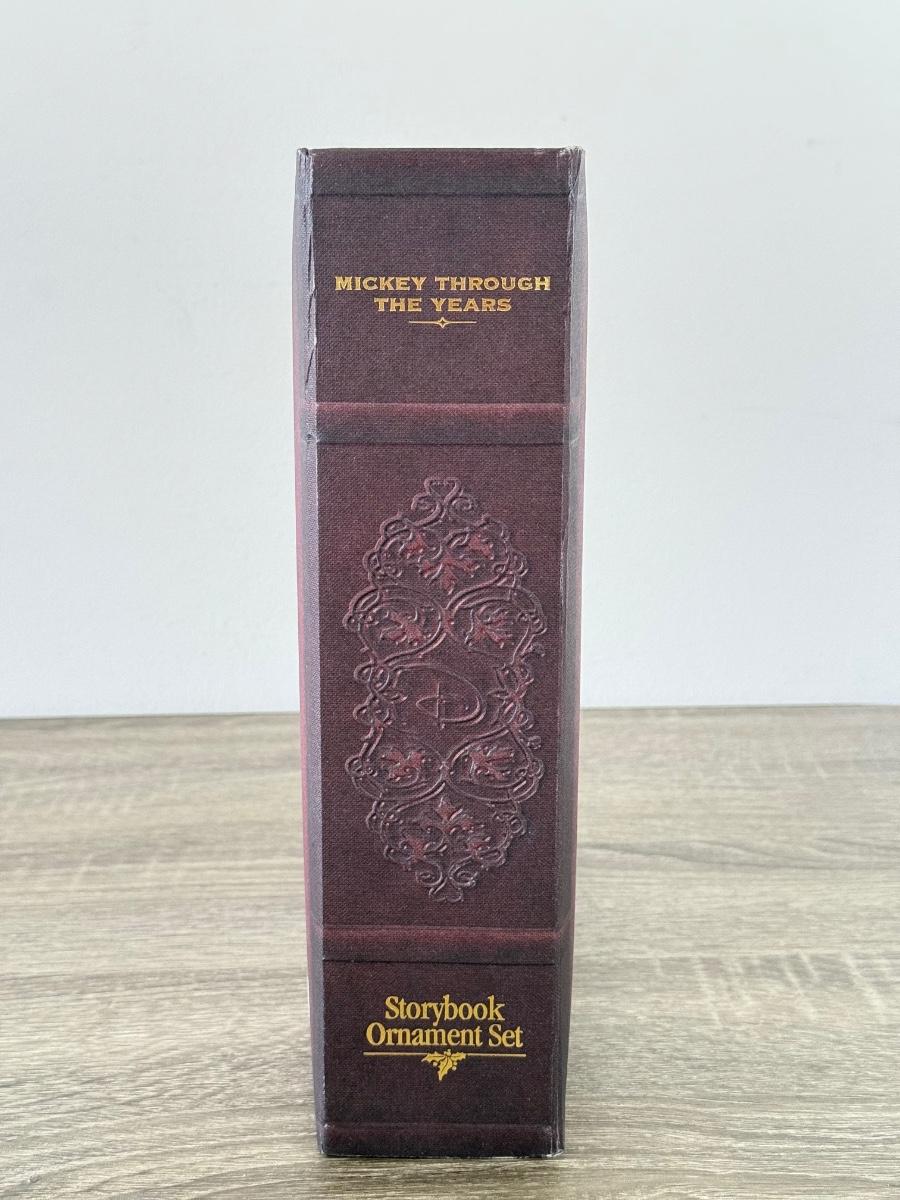 MICKEY THROUGH
THE YEARS
D
Storybook
Ornament Set